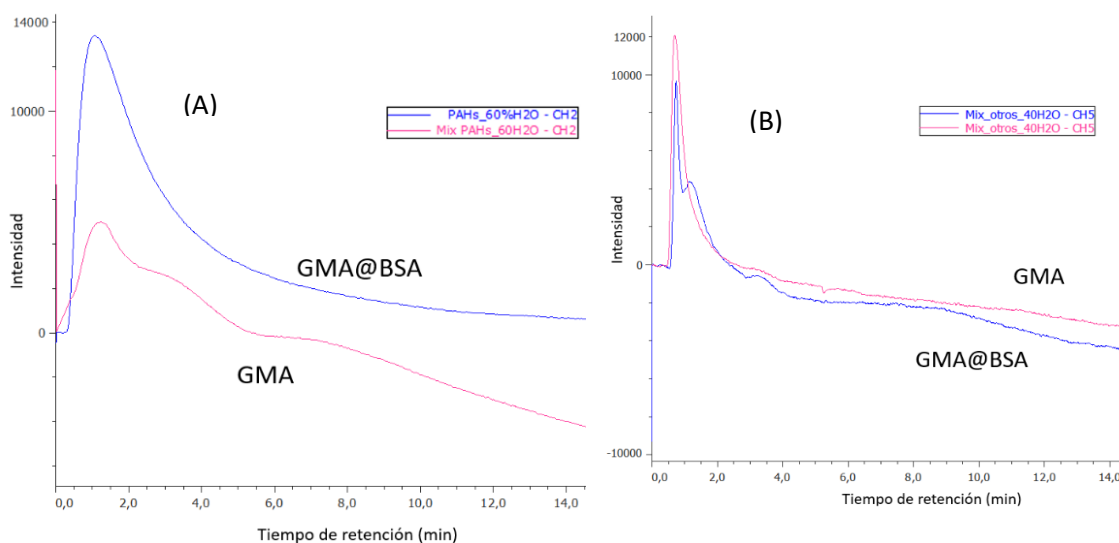 14000
10000
0
Intensidad
(A)
PAHs_60%H2O - CH2
Mix PAHs_60H2O - CH2
GMA@BSA
GMA
0,0 2,0 4,0 6,0 8,0 10,0 12,0 14,0
Tiempo de retención (min)
12000
10000
0
-10000
Intensidad
(B)
Mix_otros_40H2O - CH5
Mix_otros_40H2O - CH5
GMA
GMA@BSA
0,0 2,0 4,0 6,0 8,0 10,0 12,0 14,0
Tiempo de retención (min)